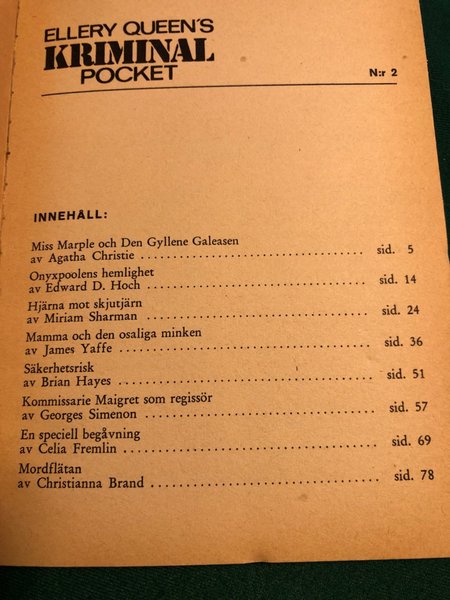 ELLERY QUEEN'S
KRIMINAL
POCKET
N:r 2
INNEHÅLL:
Miss Marple och Den Gyllene Galeasen
av Agatha Christie .......................... sid. 5
Onyxpoolens hemlighet
av Edward D. Hoch .......................... sid. 14
Hjärna mot skjutjärn
av Miriam Sharman .......................... sid. 24
Mamma och den osaliga minken
av James Yaffe .......................... sid. 36
Säkerhetsrisk
av Brian Hayes .......................... sid. 51
Kommissarie Maigret som regissör
av Georges Simenon .......................... sid. 57
En speciell begåvning
av Celia Fremlin .......................... sid. 69
Mordflätan
av Christianna Brand .......................... sid. 78